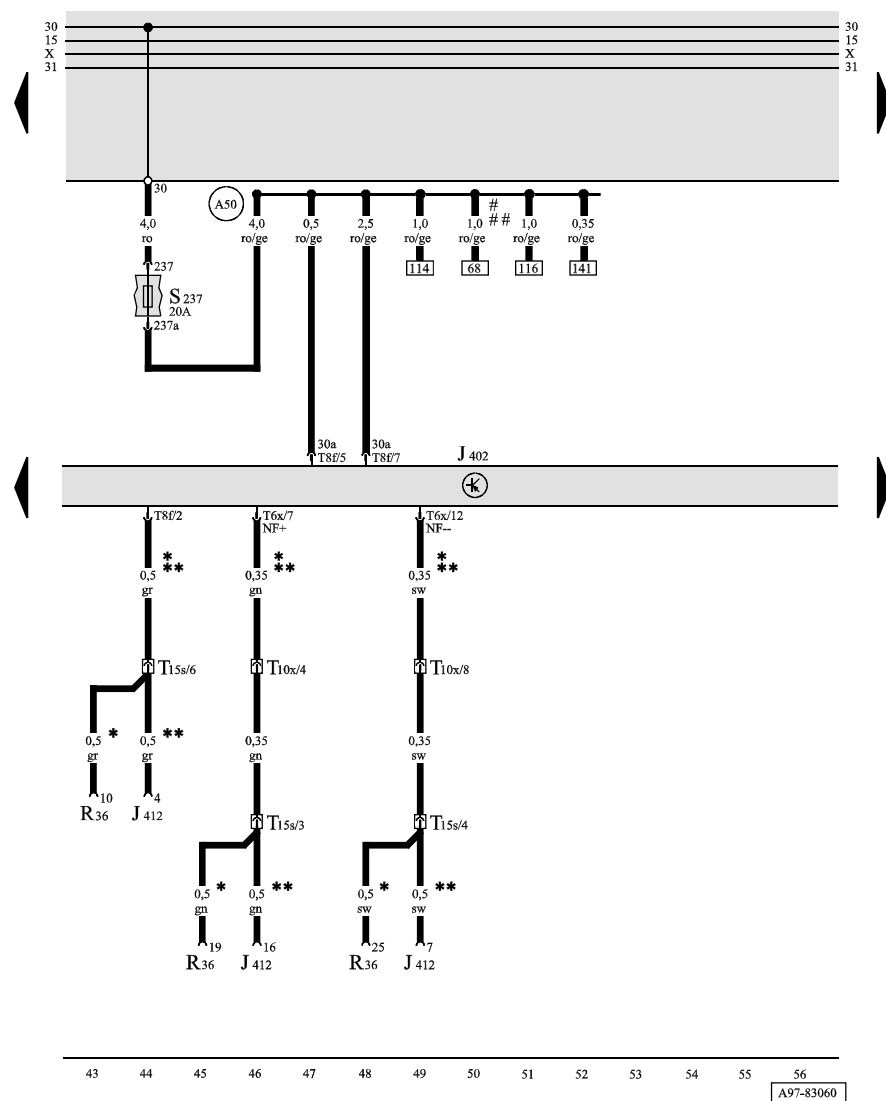 30 30
15 15
X X
31 31
30
A50
#
# #
4,0 4,0 0,5 2,5 1,0 1,0 1,0 0,35
ro ro/ge ro/ge ro/ge ro/ge ro/ge ro/ge ro/ge
237 114 68 116 141
S 237
20A
237a
30a 30a J 402
T8f/5 T8f/7
T8f/2 T6x/7 T6x/12
NF+ NF--
* * *
** ** **
0,5 0,35 0,35
gr gn sw
T15s/6 T10x/4 T10x/8
* **
0,5 0,5 0,35 0,35
gr gr gn sw
10 4
R 36 J 412
T15s/3 T15s/4
* ** * **
0,5 0,5 0,5 0,5
gn gn sw sw
19 16 25 7
R 36 J 412 R 36 J 412
43 44 45 46 47 48 49 50 51 52 53 54 55 56
A97-83060